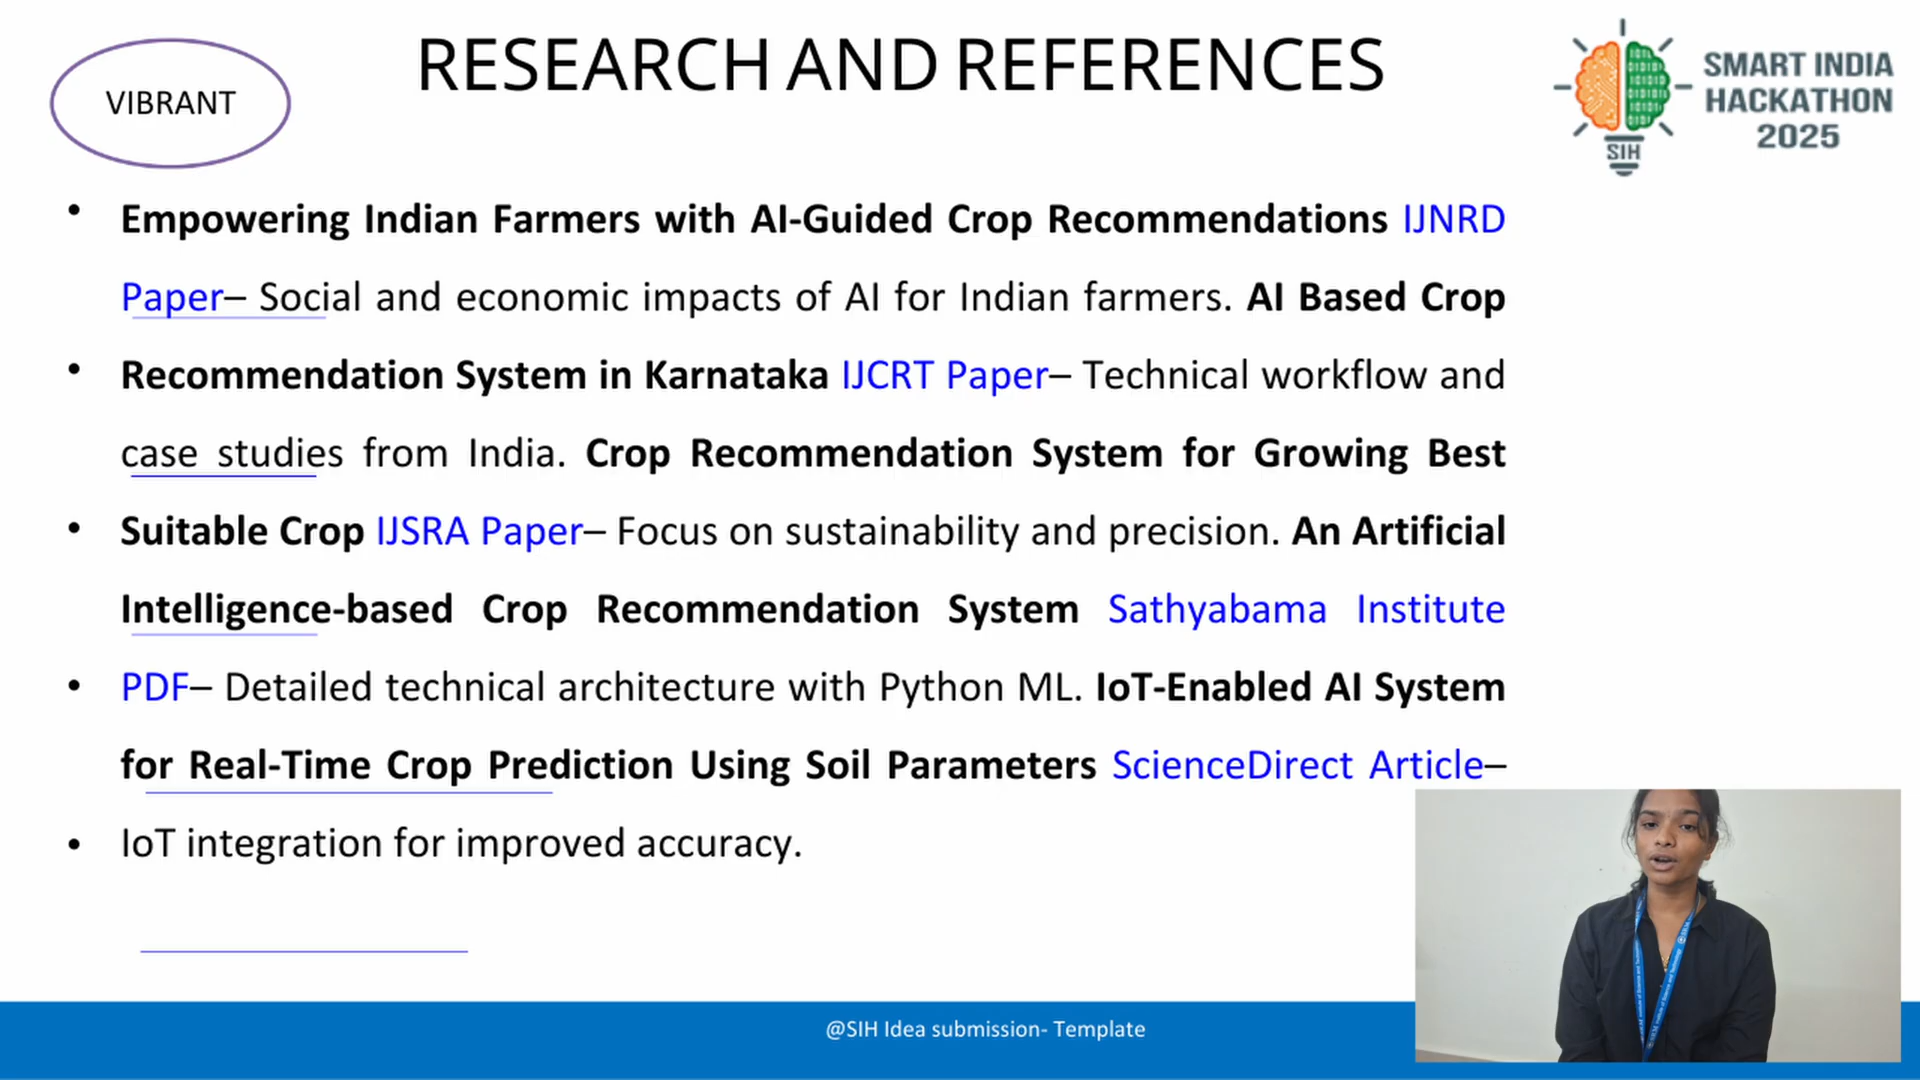 VIBRANT
RESEARCH AND REFERENCES
SMART INDIA
HACKATHON
2025
SIH
• Empowering Indian Farmers with AI-Guided Crop Recommendations IJNRD
Paper– Social and economic impacts of AI for Indian farmers. AI Based Crop
• Recommendation System in Karnataka IJCRT Paper– Technical workflow and
case studies from India. Crop Recommendation System for Growing Best
• Suitable Crop IJSRA Paper– Focus on sustainability and precision. An Artificial
Intelligence-based Crop Recommendation System Sathyabama Institute
• PDF– Detailed technical architecture with Python ML. IoT-Enabled AI System
for Real-Time Crop Prediction Using Soil Parameters ScienceDirect Article–
• IoT integration for improved accuracy.
@SIH Idea submission- Template